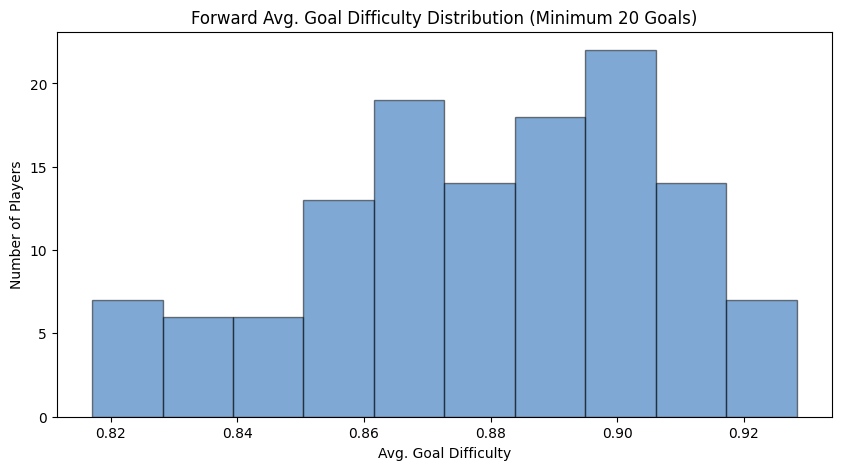 Forward Avg. Goal Difficulty Distribution (Minimum 20 Goals)
Number of Players
20
15
10
5
0
0.82 0.84 0.86 0.88 0.90 0.92
Avg. Goal Difficulty